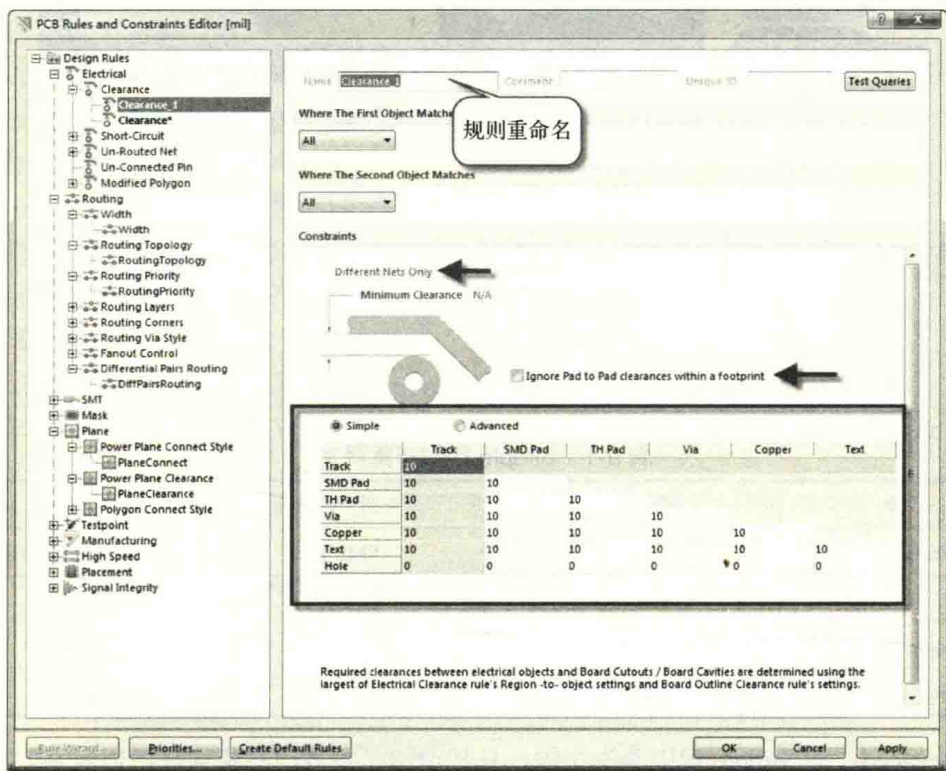 PCB Rules and Constraints Editor [mil]
Design Rules
Electrical
Clearance
Clearance_1
Clearance*
Short-Circuit
Un-Routed Net
Un-Connected Pin
Modified Polygon
Routing
Width
Width
Routing Topology
RoutingTopology
Routing Priority
RoutingPriority
Routing Layers
Routing Corners
Routing Via Style
Fanout Control
Differential Pairs Routing
DiffPairsRouting
SMT
Mask
Plane
Power Plane Connect Style
PlaneConnect
Power Plane Clearance
PlaneClearance
Polygon Connect Style
Testpoint
Manufacturing
High Speed
Placement
Signal Integrity
Name Clearance_1 Comment Unique ID Test Queries
规则重命名
Where The First Object Matche
All
Where The Second Object Matches
All
Constraints
Different Nets Only
Minimum Clearance N/A
Ignore Pad to Pad clearances within a footprint
Simple Advanced
Track SMD Pad TH Pad Via Copper Text
Track 10
SMD Pad 10 10
TH Pad 10 10 10
Via 10 10 10 10
Copper 10 10 10 10 10
Text 10 10 10 10 10 10
Hole 0 0 0 0 0 0
Required clearances between electrical objects and Board Cutouts / Board Cavities are determined using the
largest of Electrical Clearance rule's Region -to- object settings and Board Outline Clearance rule's settings.
Rule Wizard... Priorities... Create Default Rules OK Cancel Apply